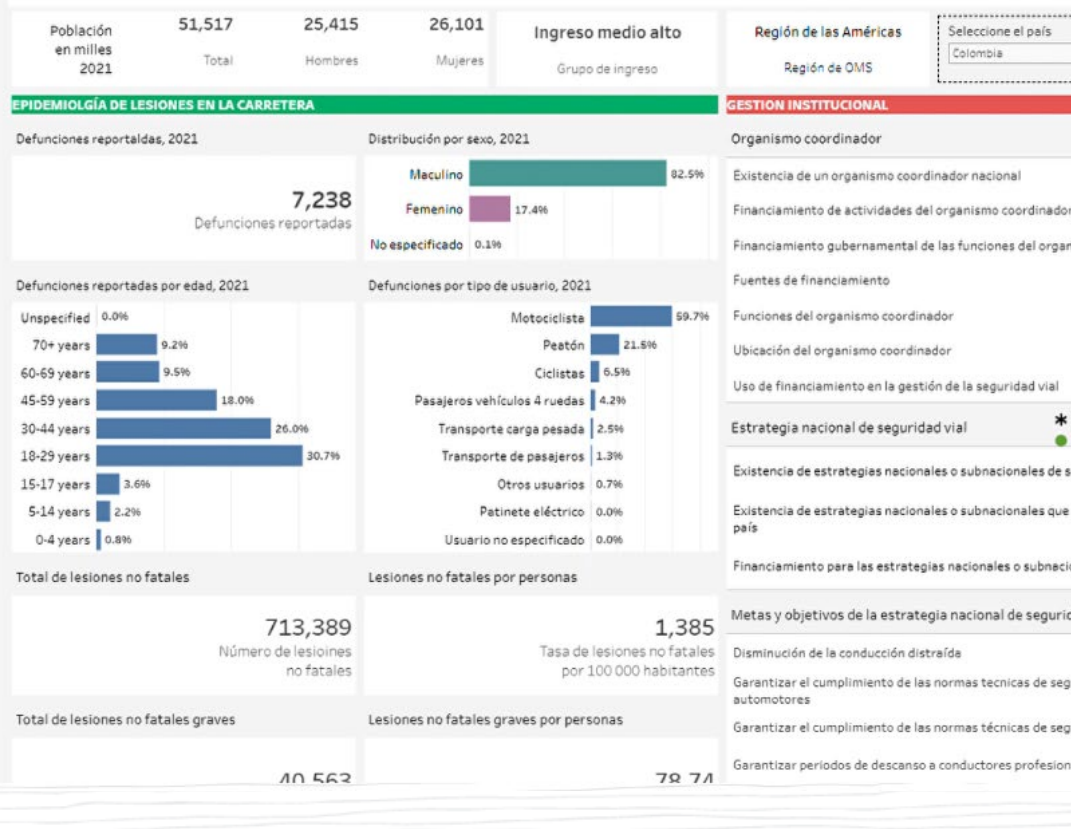 Población
en milles
2021
51,517
Total
25,415
Hombres
26,101
Mujeres
Ingreso medio alto
Grupo de ingreso
Región de las Américas
Región de OMS
Seleccione el país
Colombia
EPIDEMIOLGÍA DE LESIONES EN LA CARRETERA
Defunciones reportaldas, 2021
7,238
Defunciones reportadas
Distribución por sexo, 2021
Maculino 82.5%
Femenino 17.4%
No especificado 0.1%
Defunciones reportadas por edad, 2021
Unspecified 0.0%
70+ years 9.2%
60-69 years 9.5%
45-59 years 18.0%
30-44 years 26.0%
18-29 years 30.7%
15-17 years 3.6%
5-14 years 2.2%
0-4 years 0.8%
Defunciones por tipo de usuario, 2021
Motociclista 59.7%
Peatón 21.5%
Ciclistas 6.5%
Pasajeros vehículos 4 ruedas 4.2%
Transporte carga pesada 2.5%
Transporte de pasajeros 1.3%
Otros usuarios 0.7%
Patinete eléctrico 0.0%
Usuario no especificado 0.0%
Total de lesiones no fatales
713,389
Número de lesioines
no fatales
Lesiones no fatales por personas
1,385
Tasa de lesiones no fatales
por 100 000 habitantes
Total de lesiones no fatales graves
40,563
Lesiones no fatales graves por personas
78.74
GESTION INSTITUCIONAL
Organismo coordinador
Existencia de un organismo coordinador nacional
Financiamiento de actividades del organismo coordinador
Financiamiento gubernamental de las funciones del organ
Fuentes de financiamiento
Funciones del organismo coordinador
Ubicación del organismo coordinador
Uso de financiamiento en la gestión de la seguridad vial
Estrategia nacional de seguridad vial *
Existencia de estrategias nacionales o subnacionales de s
Existencia de estrategias nacionales o subnacionales que
país
Financiamiento para las estrategias nacionales o subnacio
Metas y objetivos de la estrategia nacional de segurid
Disminución de la conducción distraída
Garantizar el cumplimiento de las normas tecnicas de seg
automotores
Garantizar el cumplimiento de las normas técnicas de seg
Garantizar periodos de descanso a conductores profesion